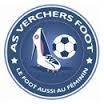 AS VERCHERS FOOT
LE FOOT AUSSI AU FÉMININ